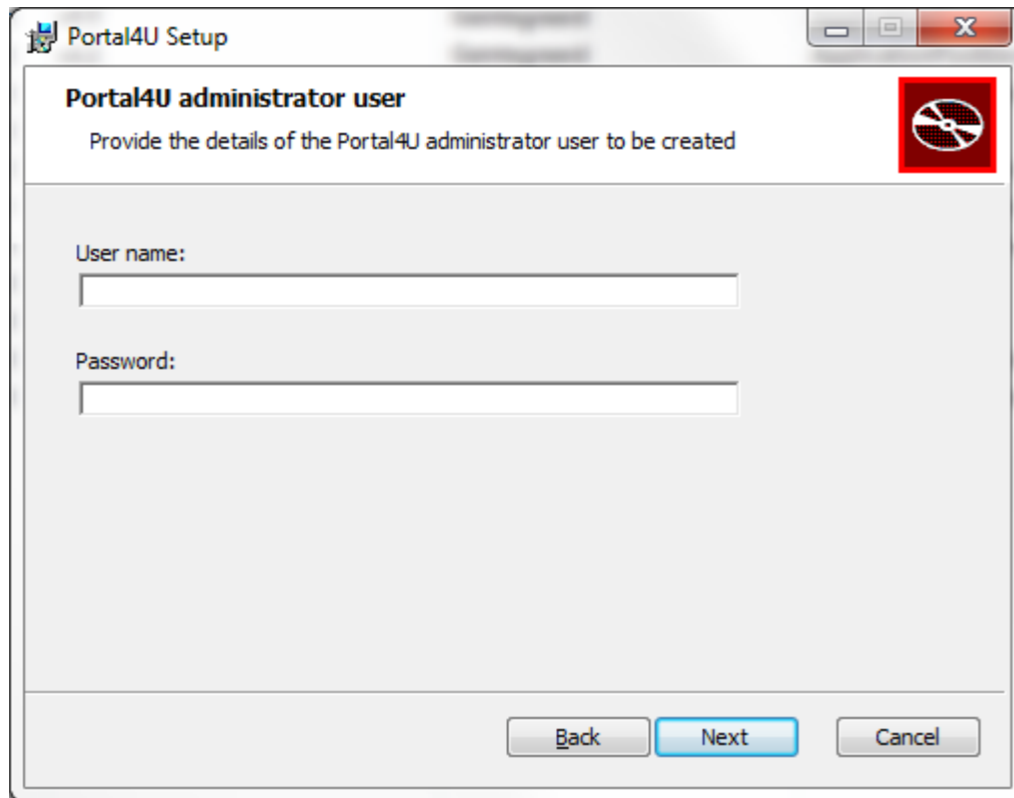 Portal4U Setup
Portal4U administrator user
Provide the details of the Portal4U administrator user to be created
User name:
Password:
Back
Next
Cancel